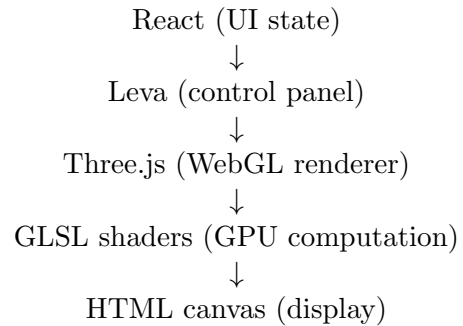 React (UI state)
↓
Leva (control panel)
↓
Three.js (WebGL renderer)
↓
GLSL shaders (GPU computation)
↓
HTML canvas (display)